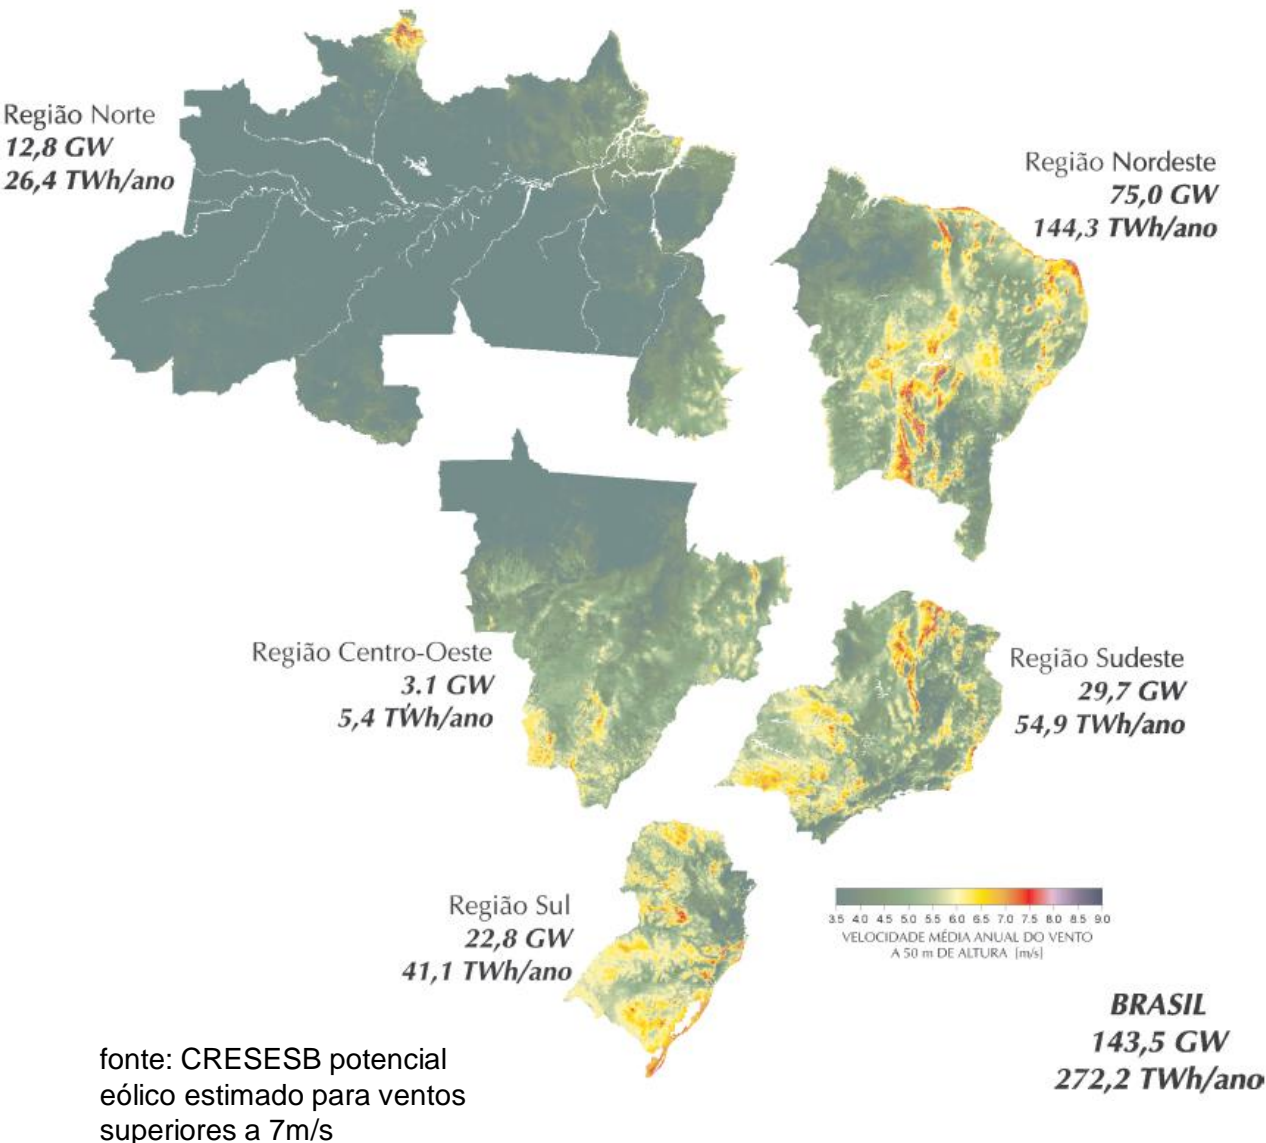 Região Norte
12,8 GW
26,4 TWh/ano
Região Nordeste
75,0 GW
144,3 TWh/ano
Região Centro-Oeste
3.1 GW
5,4 TWh/ano
Região Sudeste
29,7 GW
54,9 TWh/ano
Região Sul
22,8 GW
41,1 TWh/ano
3.5 4.0 4.5 5.0 5.5 6.0 6.5 7.0 7.5 8.0 8.5 9.0
VELOCIDADE MÉDIA ANUAL DO VENTO
A 50 m DE ALTURA [m/s]
BRASIL
143,5 GW
272,2 TWh/ano
fonte: CRESESB potencial
eólico estimado para ventos
superiores a 7m/s